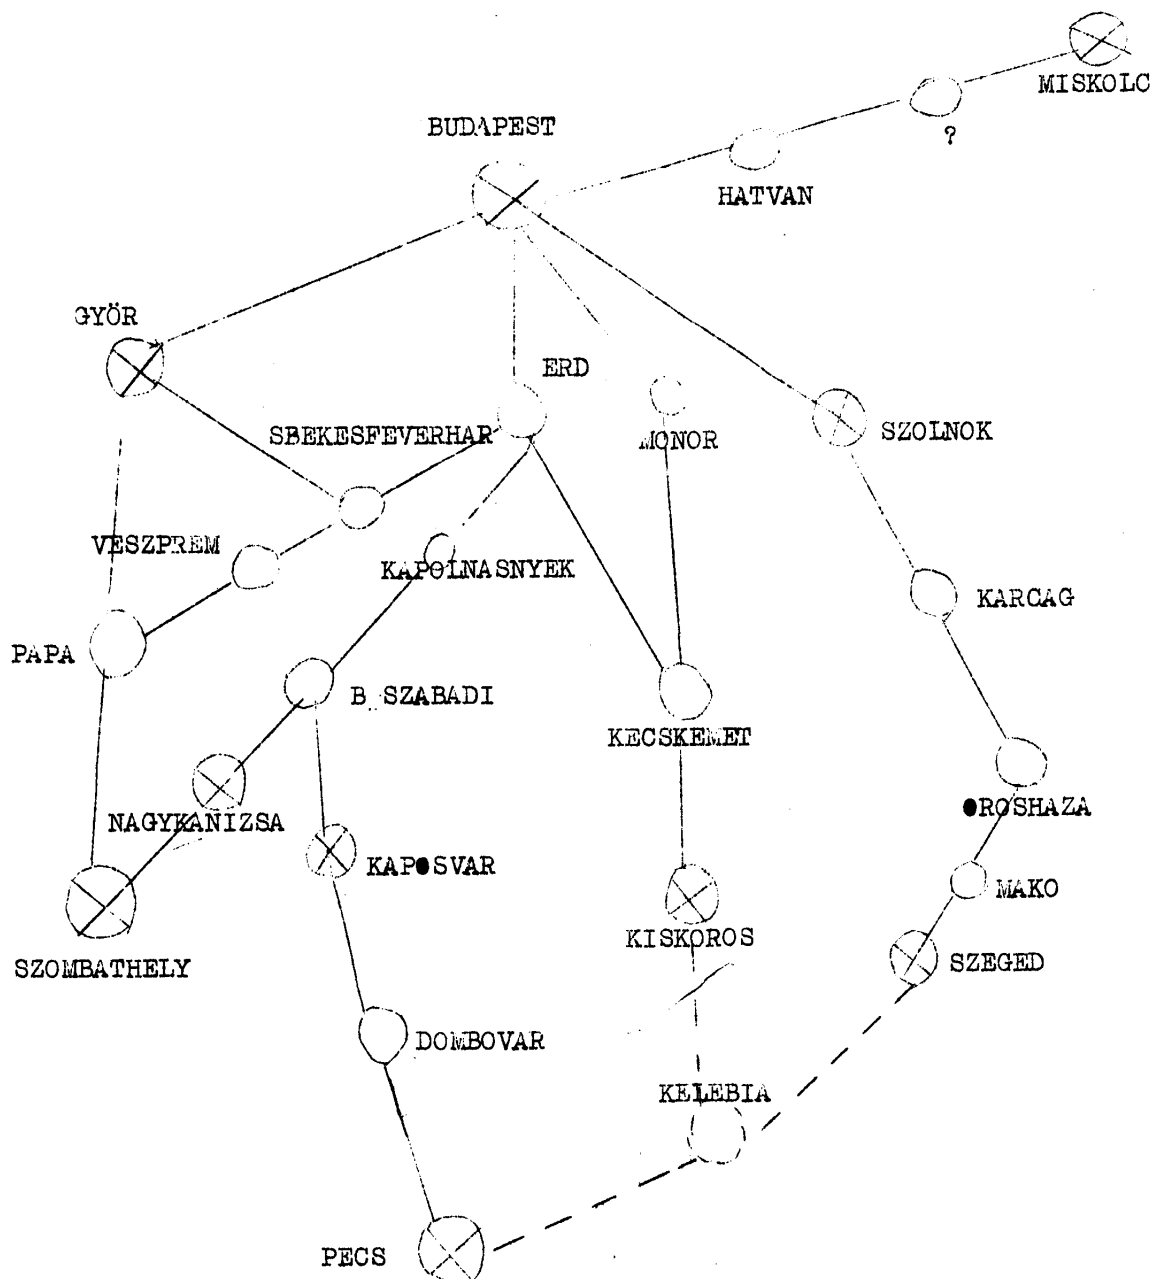 MISKOLC
BUDAPEST
?
HATVAN
GYÖR
ERD
SBEKESFEVERHAR
MONOR
SZOLNOK
VESZPREM
KAPOLNASNYEK
KARCAG
PAPA
B. SZABADI
KECSKEMET
OROSHAZA
NAGYKANIZSA
KAPOSVAR
MAKO
KISKOROS
SZEGED
SZOMBATHELY
DOMBOVAR
KELEBIA
PECS